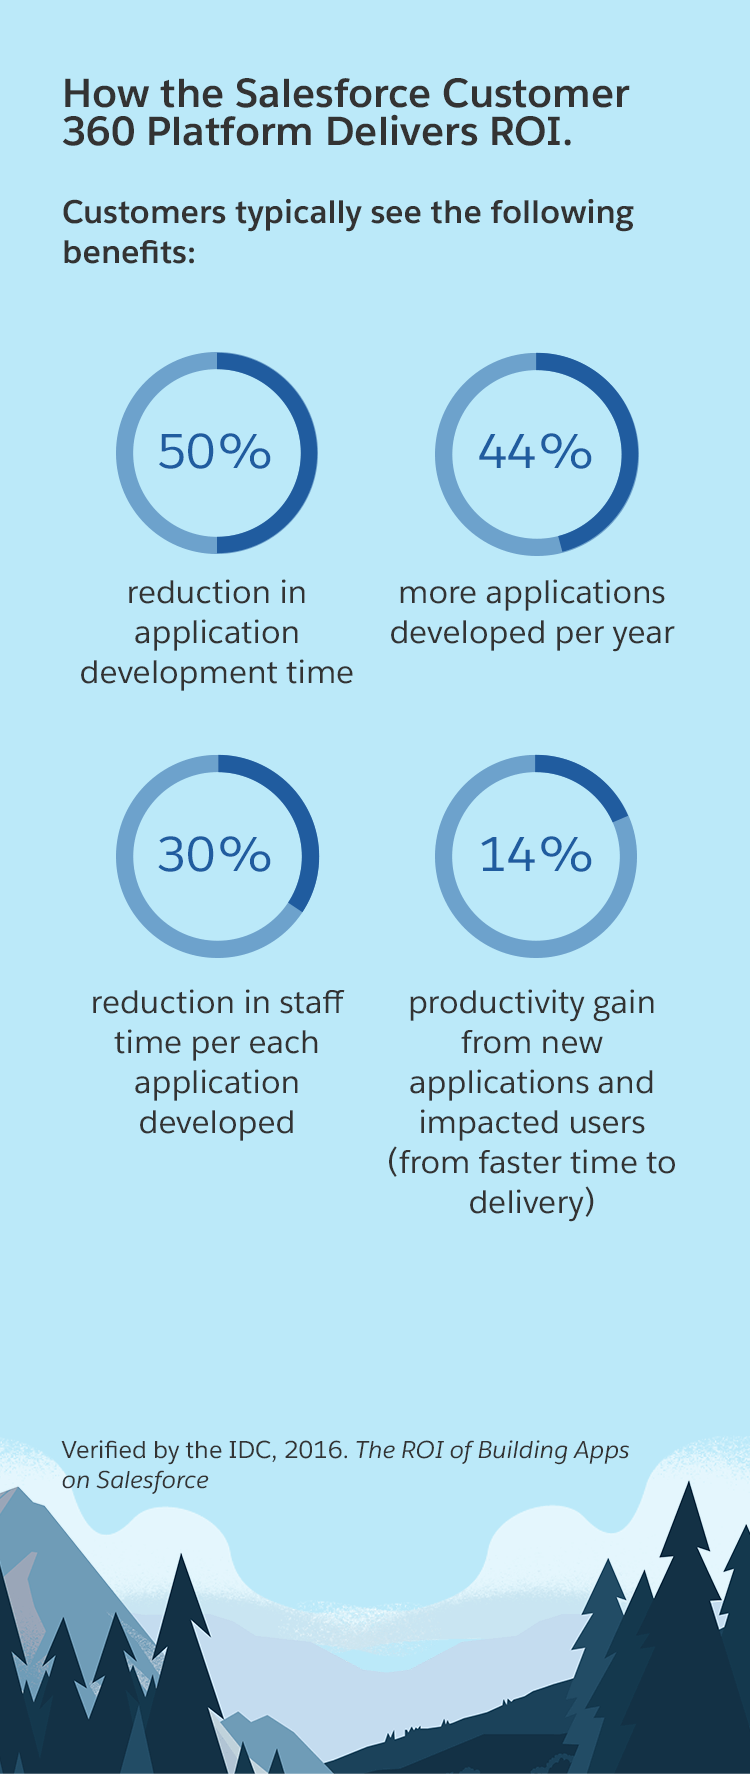 How the Salesforce Customer
360 Platform Delivers ROI.
Customers typically see the following
benefits:
50%
reduction in
application
development time
44%
more applications
developed per year
30%
reduction in staff
time per each
application
developed
14%
productivity gain
from new
applications and
impacted users
(from faster time to
delivery)
Verified by the IDC, 2016. The ROI of Building Apps
on Salesforce